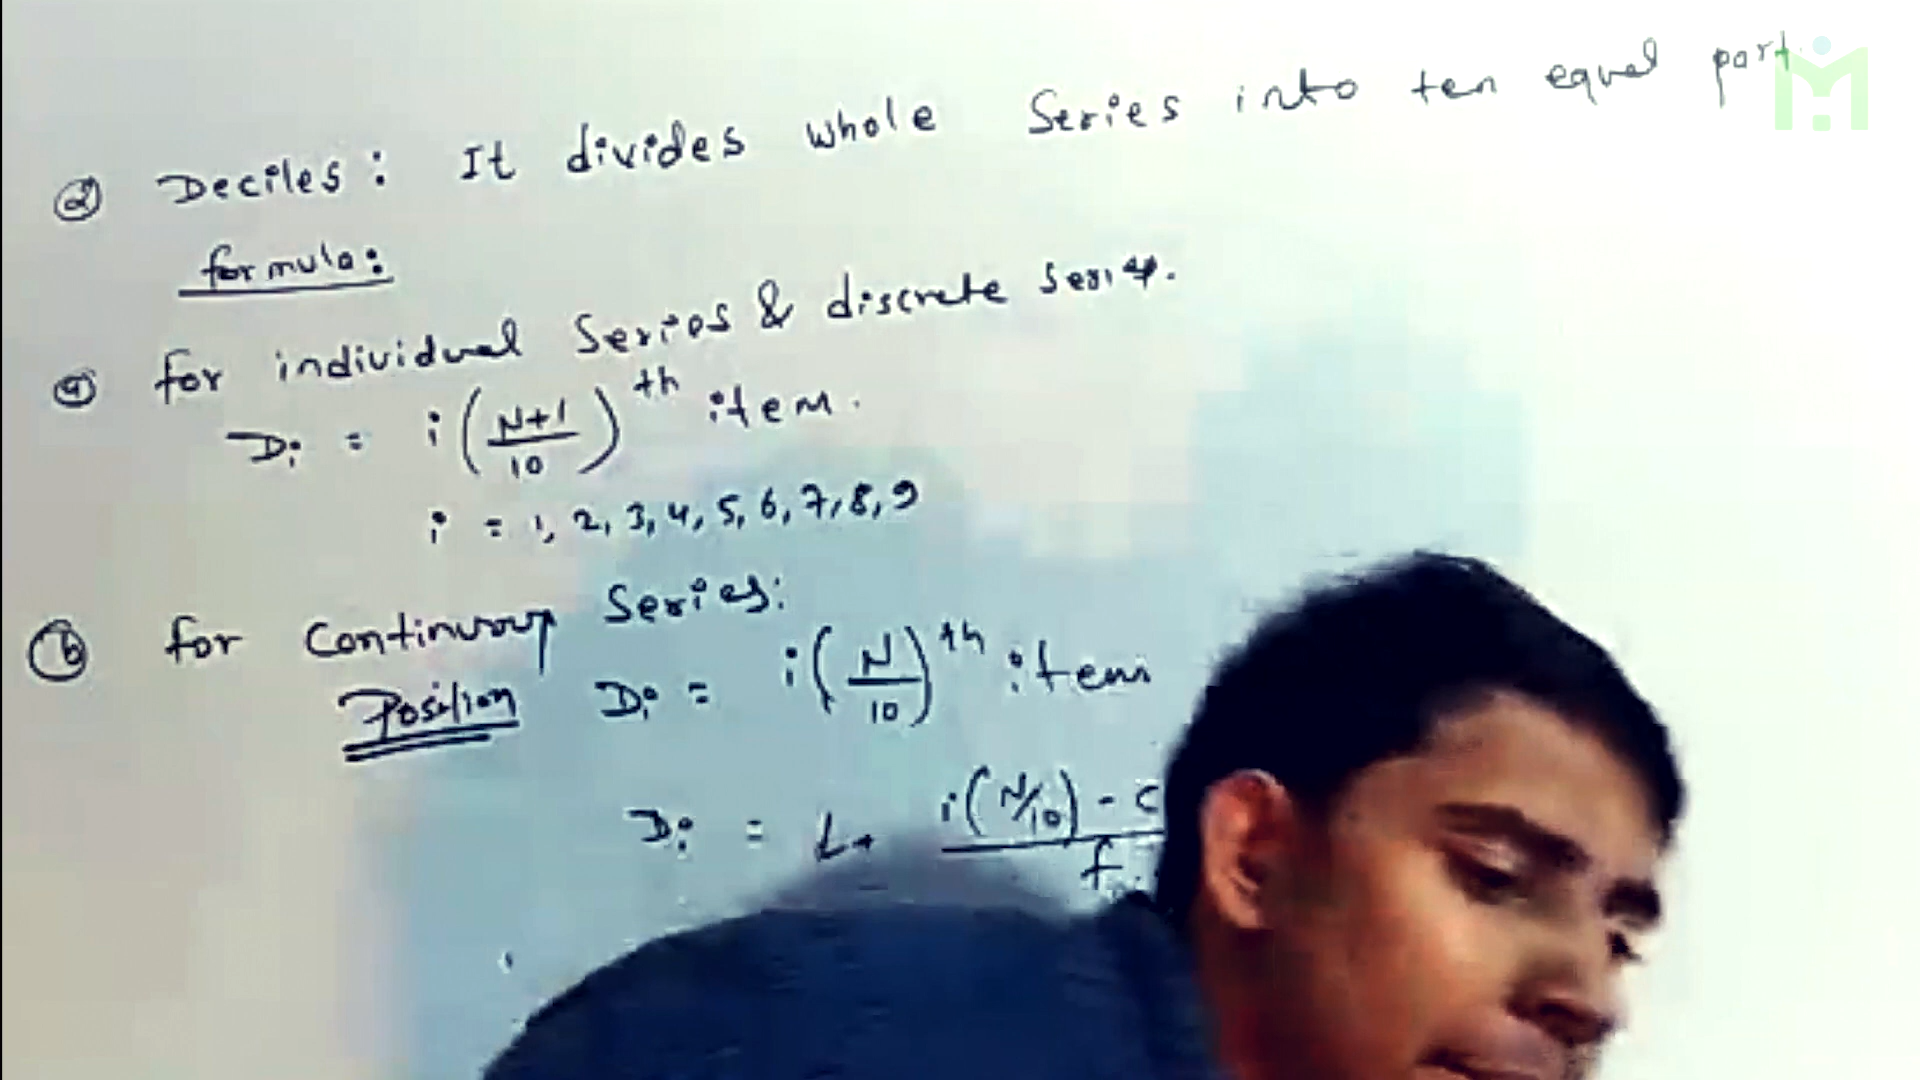 ② Deciles: It divides whole Series into ten equal part
formula:
ⓐ for individual Series & discrete series.
Di = i(N+1/10)th item.
i = 1, 2, 3, 4, 5, 6, 7, 8, 9
ⓑ for Continuous Series:
Position Di = i(N/10)th item
Di = L+ i(N/10) - c / f